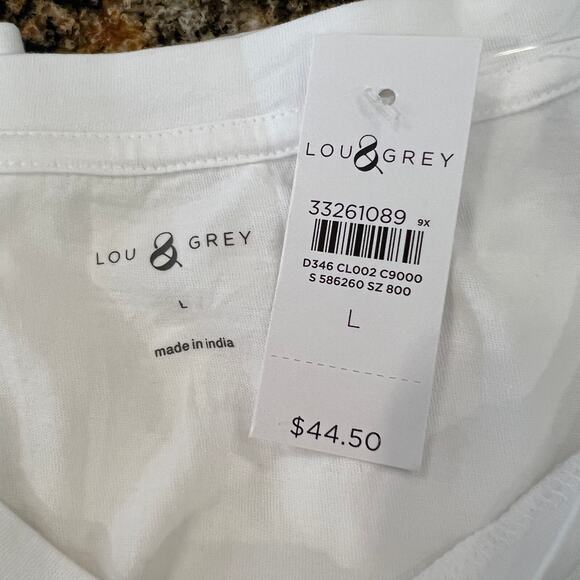 LOU & GREY
L
made in india
LOU & GREY
33261089 9X
D346 CL002 C9000
S 586260 SZ 800
L
$44.50